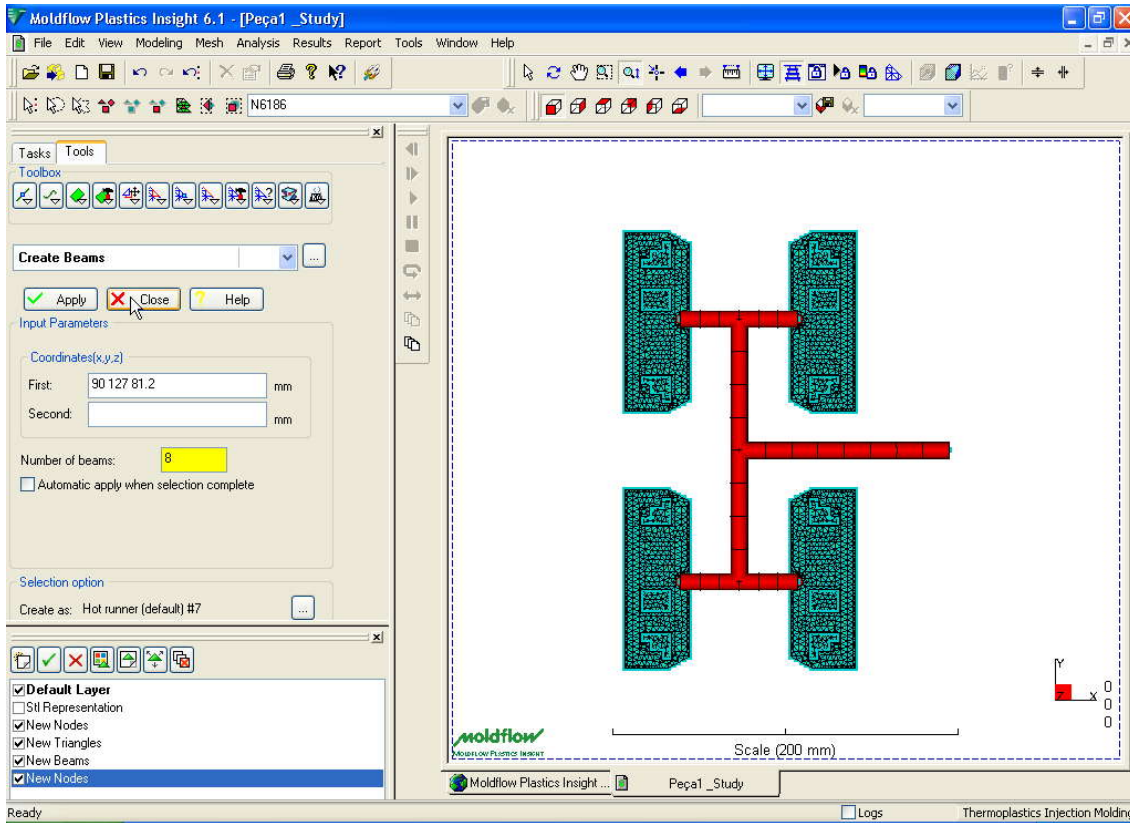 Moldflow Plastics Insight 6.1 - [Peça1 _Study]
File Edit View Modeling Mesh Analysis Results Report Tools Window Help
N6186
Tasks Tools
Toolbox
Create Beams
...
Apply Close ? Help
Input Parameters
Coordinates(x,y,z)
First: 90 127 81.2 mm
Second: mm
Number of beams: 8
Automatic apply when selection complete
Selection option
Create as: Hot runner (default) #7 ...
Default Layer
Stl Representation
New Nodes
New Triangles
New Beams
New Nodes
Y
Z X
0
0
0
moldflow
MOLDFLOW PLASTICS INSIGHT
Scale (200 mm)
Moldflow Plastics Insight ... Peça1 _Study
Ready Logs Thermoplastics Injection Molding